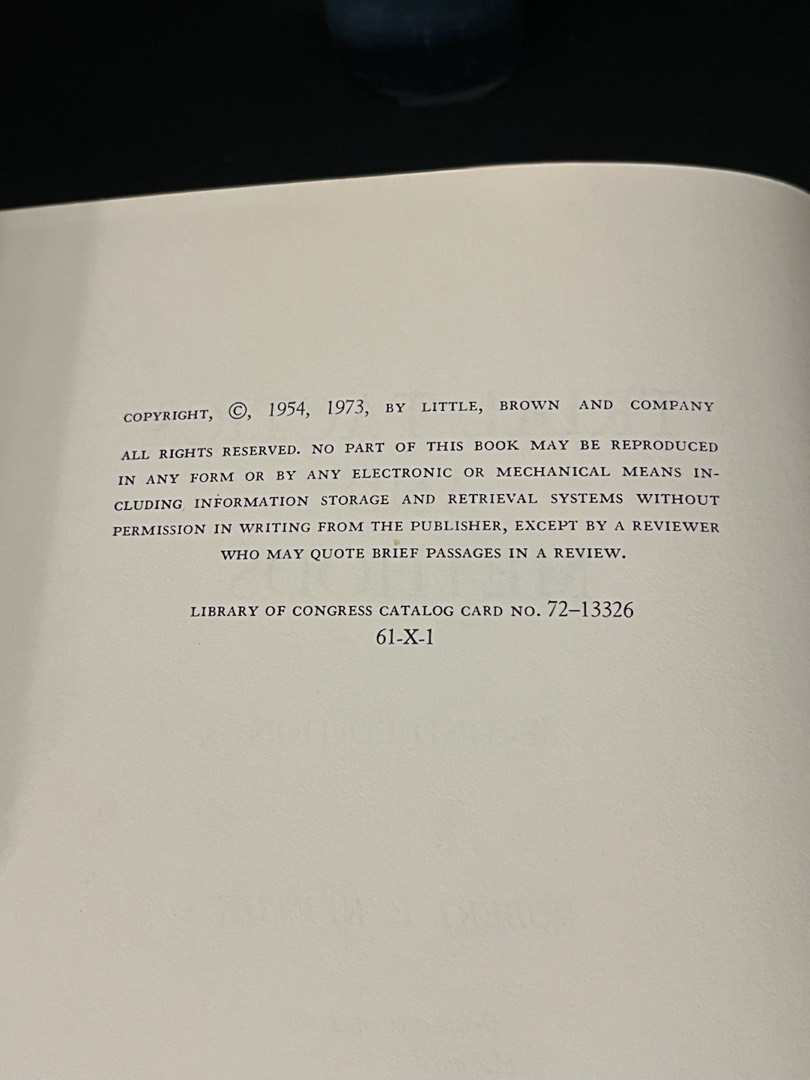 COPYRIGHT, ©, 1954, 1973, BY LITTLE, BROWN AND COMPANY
ALL RIGHTS RESERVED. NO PART OF THIS BOOK MAY BE REPRODUCED
IN ANY FORM OR BY ANY ELECTRONIC OR MECHANICAL MEANS IN-
CLUDING INFORMATION STORAGE AND RETRIEVAL SYSTEMS WITHOUT
PERMISSION IN WRITING FROM THE PUBLISHER, EXCEPT BY A REVIEWER
WHO MAY QUOTE BRIEF PASSAGES IN A REVIEW.
LIBRARY OF CONGRESS CATALOG CARD NO. 72–13326
61-X-1